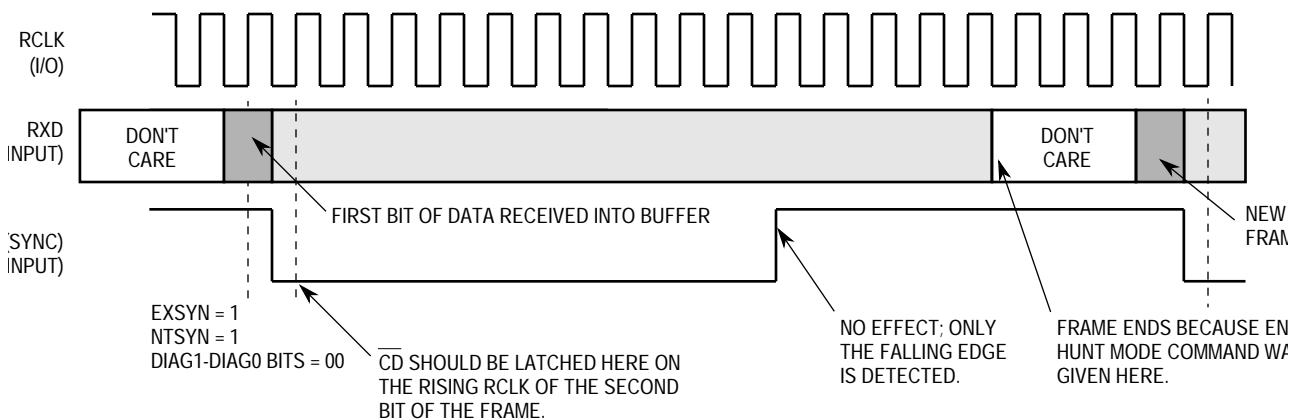 RCLK
(I/O)
RXD
INPUT)
DON'T
CARE
DON'T
CARE
FIRST BIT OF DATA RECEIVED INTO BUFFER
NEW
(SYNC)
INPUT)
EXSYN = 1
NTSYN = 1
DIAG1-DIAG0 BITS = 00
CD SHOULD BE LATCHED HERE ON
THE RISING RCLK OF THE SECOND
BIT OF THE FRAME.
NO EFFECT; ONLY
THE FALLING EDGE
IS DETECTED.
FRAME ENDS BECAUSE
HUNT MODE COMMAND
GIVEN HERE.